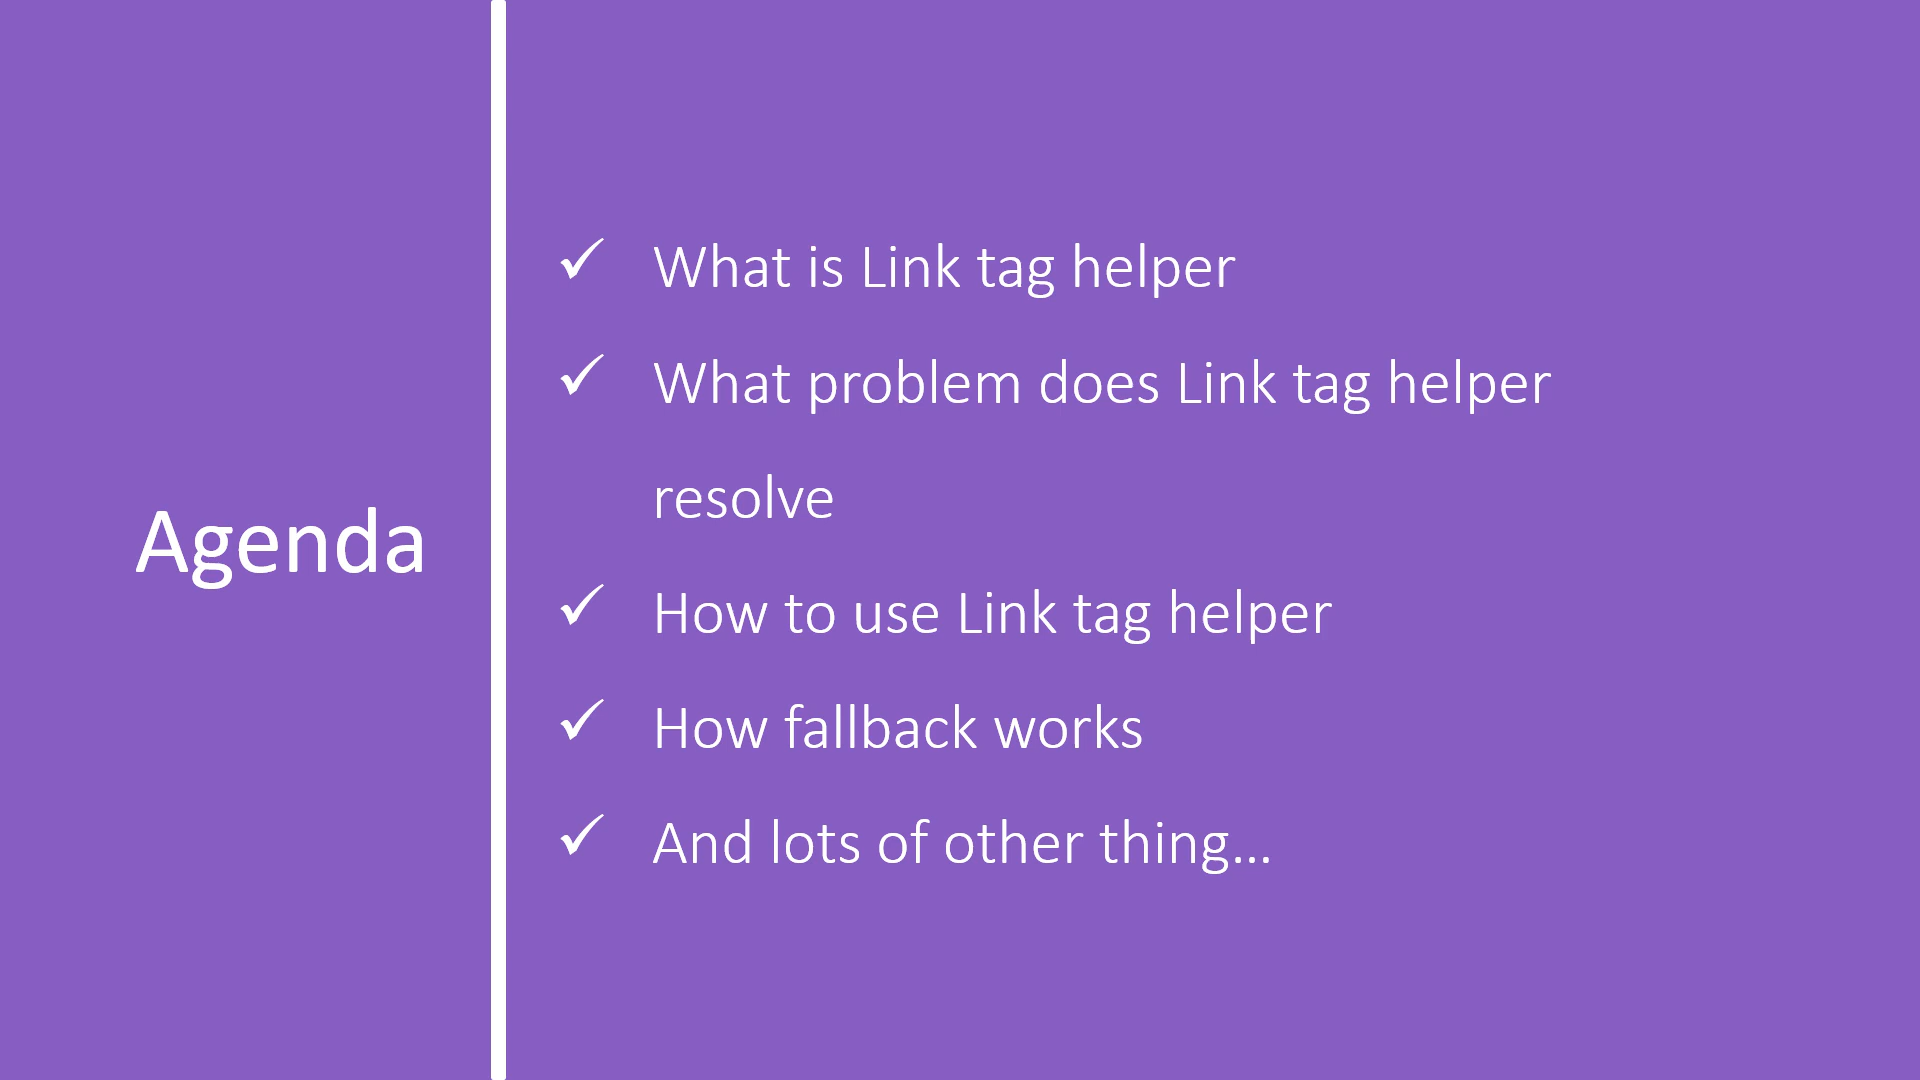 Agenda
✓ What is Link tag helper
✓ What problem does Link tag helper
resolve
✓ How to use Link tag helper
✓ How fallback works
✓ And lots of other thing...